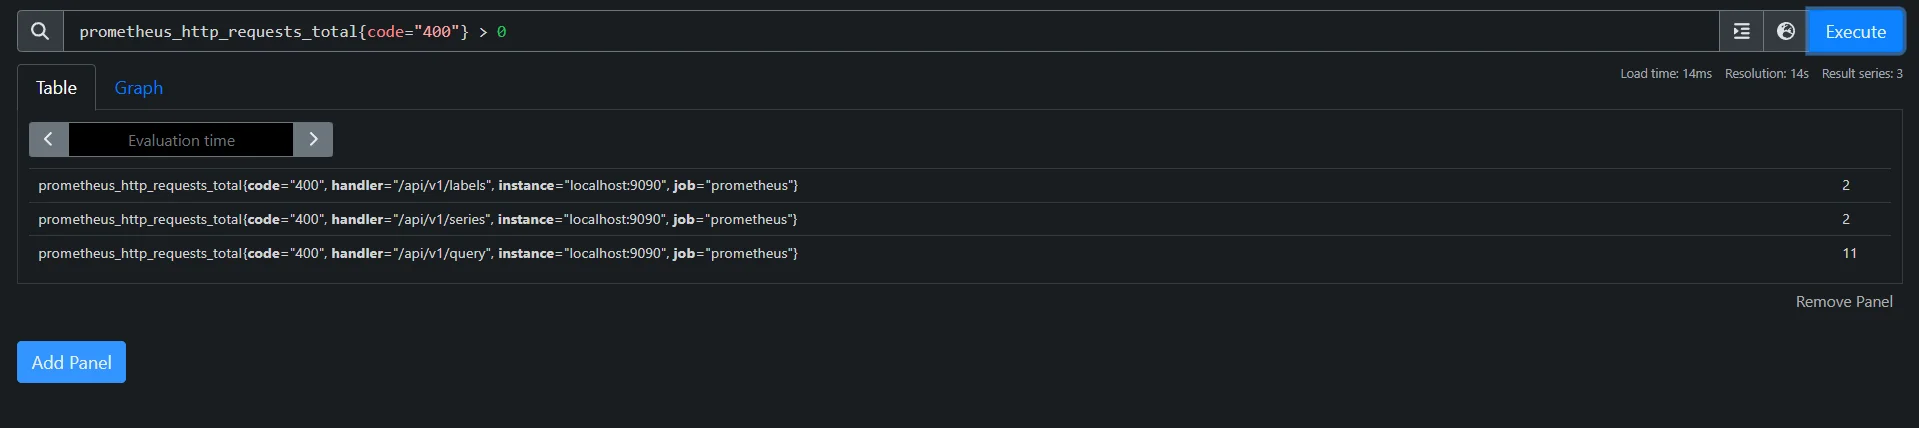 prometheus_http_requests_total{code="400"} > 0
Execute
Load time: 14ms Resolution: 14s Result series: 3
Table Graph
Evaluation time
prometheus_http_requests_total{code="400", handler="/api/v1/labels", instance="localhost:9090", job="prometheus"} 2
prometheus_http_requests_total{code="400", handler="/api/v1/series", instance="localhost:9090", job="prometheus"} 2
prometheus_http_requests_total{code="400", handler="/api/v1/query", instance="localhost:9090", job="prometheus"} 11
Remove Panel
Add Panel